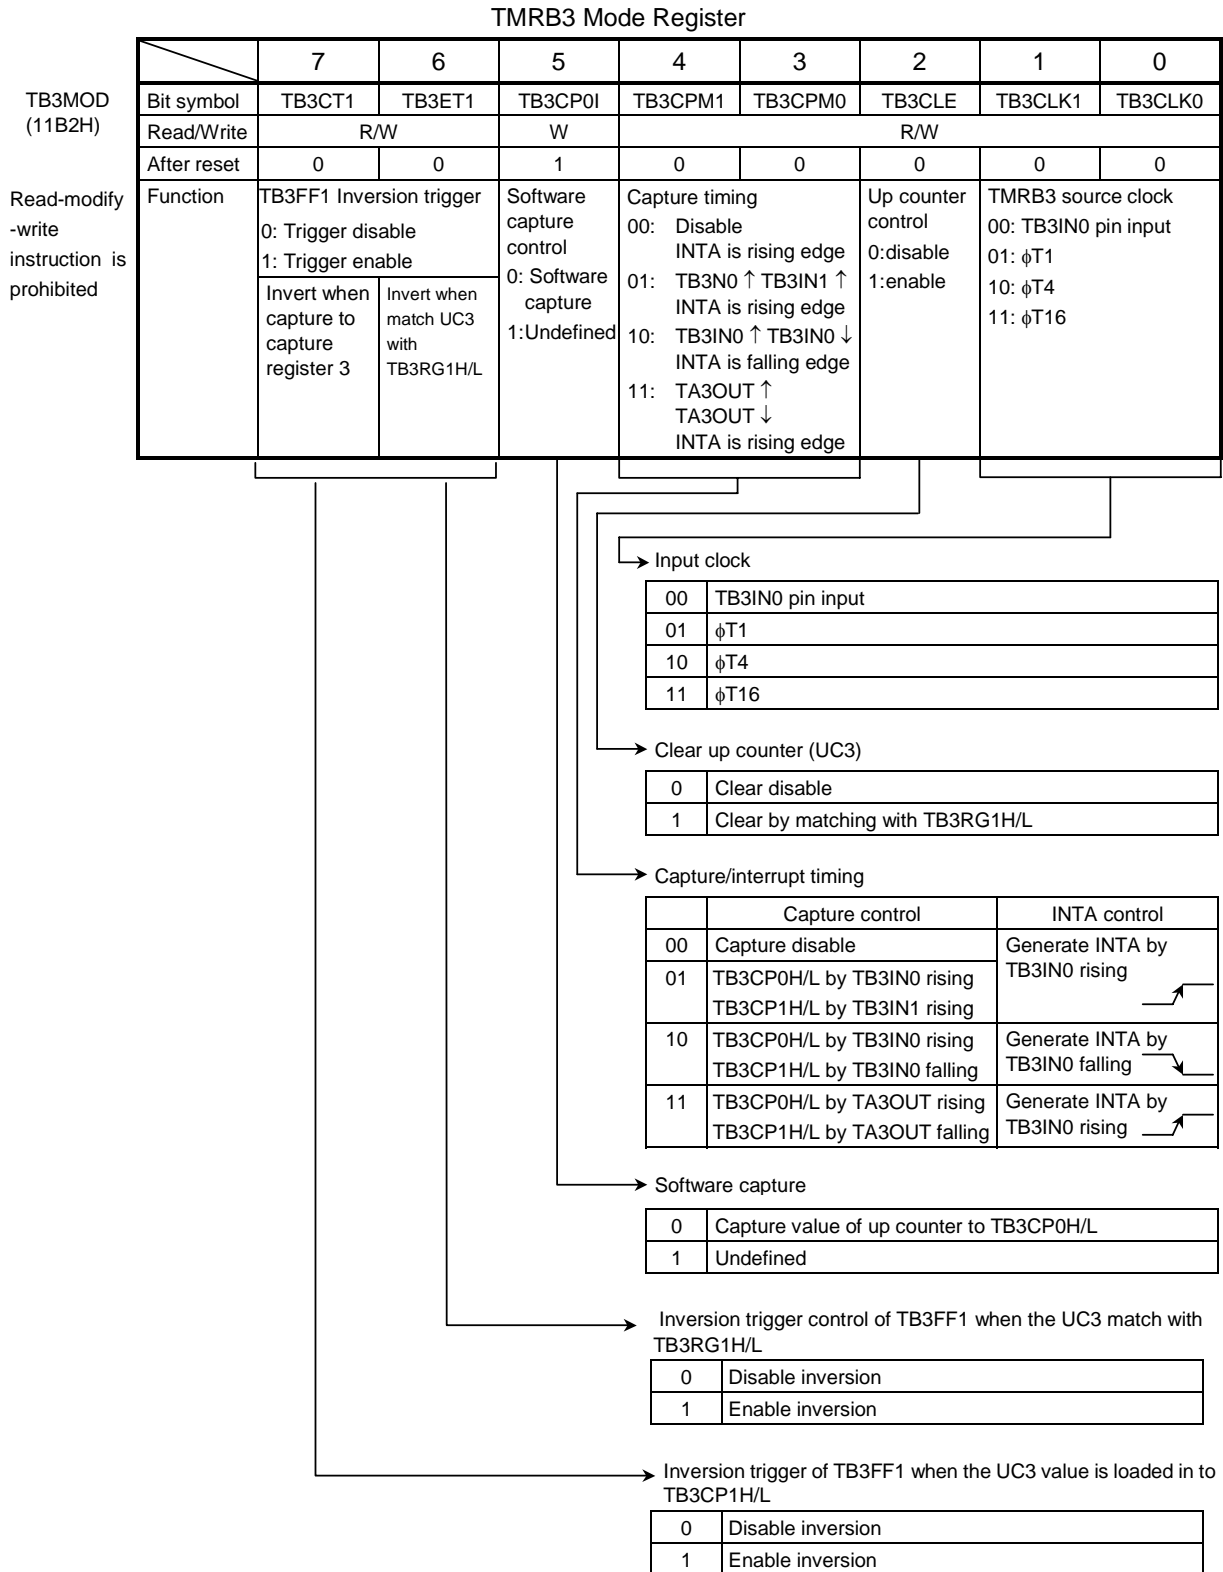 TMRB3 Mode Register
7 6 5 4 3 2 1 0
TB3MOD
(11B2H)
Bit symbol TB3CT1 TB3ET1 TB3CP0I TB3CPM1 TB3CPM0 TB3CLE TB3CLK1 TB3CLK0
Read/Write R/W W R/W
After reset 0 0 1 0 0 0 0 0
Read-modify
-write
instruction is
prohibited
Function
TB3FF1 Inversion trigger
0: Trigger disable
1: Trigger enable
Invert when
capture to
capture
register 3
Invert when
match UC3
with
TB3RG1H/L
Software
capture
control
0: Software
capture
1:Undefined
Capture timing
00: Disable
INTA is rising edge
01: TB3N0 ↑ TB3IN1 ↑
INTA is rising edge
10: TB3IN0 ↑ TB3IN0 ↓
INTA is falling edge
11: TA3OUT ↑
TA3OUT ↓
INTA is rising edge
Up counter
control
0:disable
1:enable
TMRB3 source clock
00: TB3IN0 pin input
01: ϕT1
10: ϕT4
11: ϕT16
Input clock
00 TB3IN0 pin input
01 ϕT1
10 ϕT4
11 ϕT16
Clear up counter (UC3)
0 Clear disable
1 Clear by matching with TB3RG1H/L
Capture/interrupt timing
Capture control INTA control
00 Capture disable
01 TB3CP0H/L by TB3IN0 rising
TB3CP1H/L by TB3IN1 rising
Generate INTA by
TB3IN0 rising
10 TB3CP0H/L by TB3IN0 rising
TB3CP1H/L by TB3IN0 falling
Generate INTA by
TB3IN0 falling
11 TB3CP0H/L by TA3OUT rising
TB3CP1H/L by TA3OUT falling
Generate INTA by
TB3IN0 rising
Software capture
0 Capture value of up counter to TB3CP0H/L
1 Undefined
Inversion trigger control of TB3FF1 when the UC3 match with
TB3RG1H/L
0 Disable inversion
1 Enable inversion
Inversion trigger of TB3FF1 when the UC3 value is loaded in to
TB3CP1H/L
0 Disable inversion
1 Enable inversion